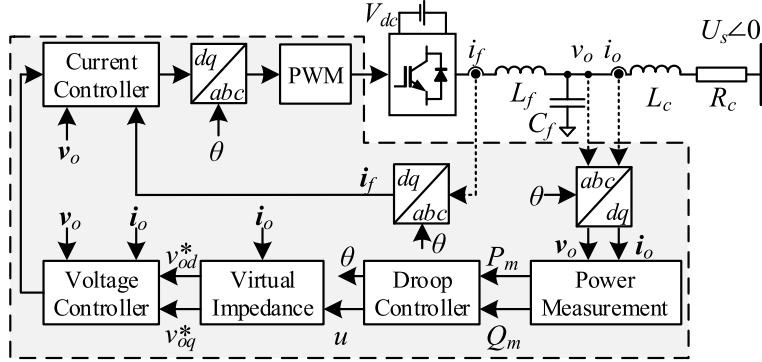 V_dc
U_s∠0
i_f
v_o
i_o
Current
Controller
dq
abc
PWM
L_f
C_f
L_c
R_c
v_o
θ
i_f
dq
abc
θ
θ
abc
dq
v_o
i_o
v_o
i_o
i_o
Voltage
Controller
v*_od
v*_oq
Virtual
Impedance
θ
u
Droop
Controller
P_m
Q_m
Power
Measurement